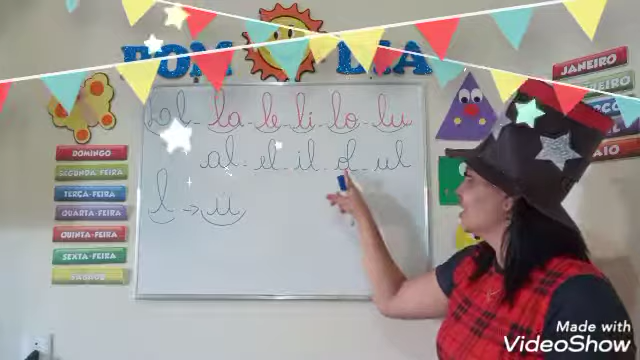 BOM DIA
JANEIRO
la - le - li - lo - lu
al - el - il - ol - ul
l → u
DOMINGO
SEGUNDA-FEIRA
TERÇA-FEIRA
QUARTA-FEIRA
QUINTA-FEIRA
SEXTA-FEIRA
SÁBADO
Made with
VideoShow